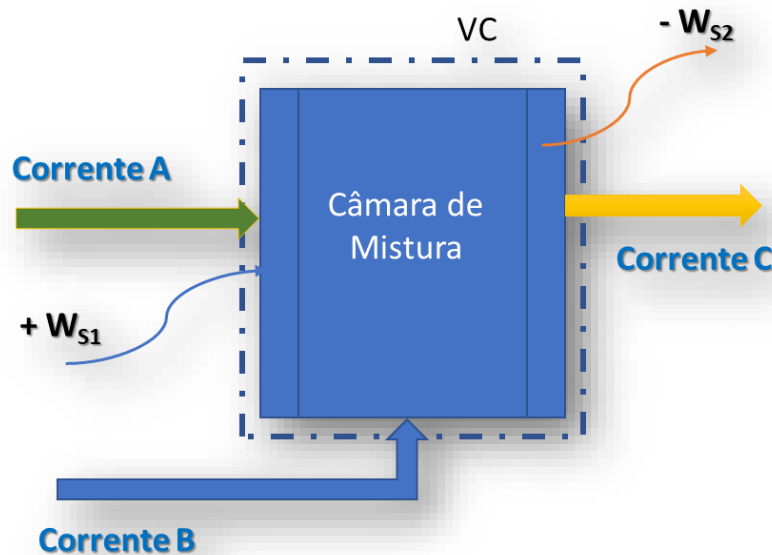 VC
- WS2
Corrente A
Câmara de
Mistura
Corrente C
+ WS1
Corrente B